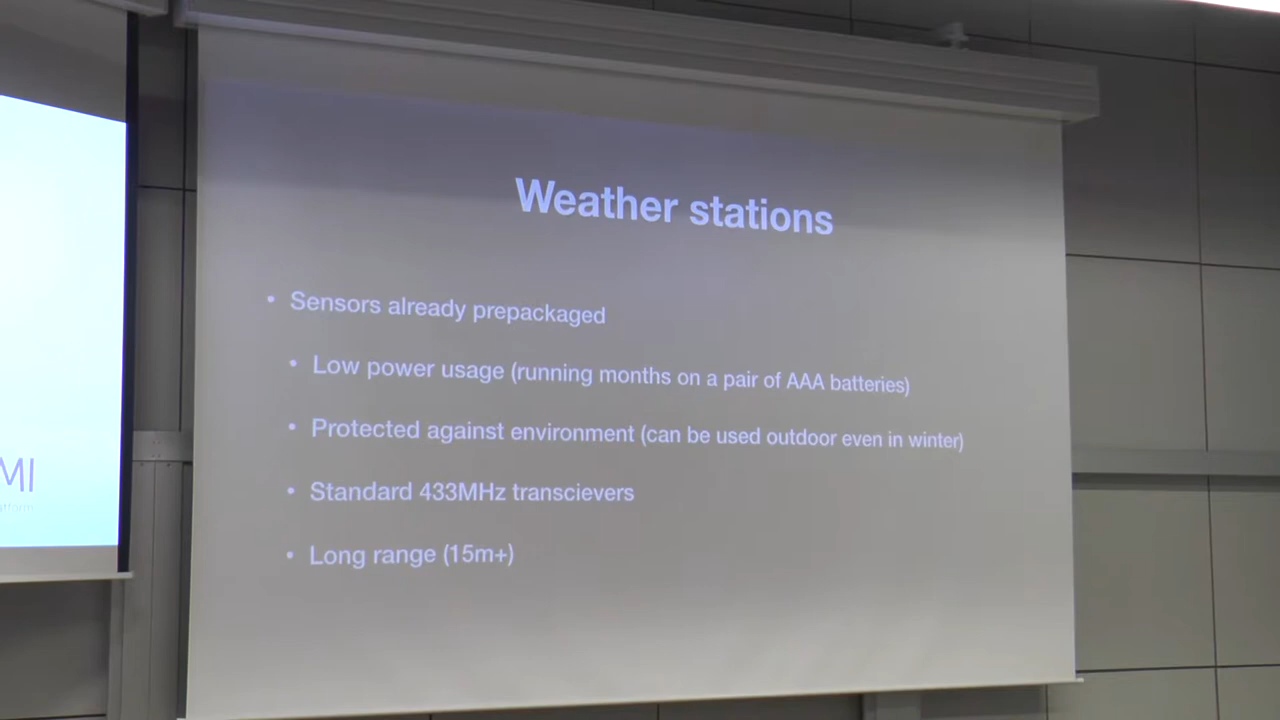 Weather stations
• Sensors already prepackaged
• Low power usage (running months on a pair of AAA batteries)
• Protected against environment (can be used outdoor even in winter)
• Standard 433MHz transcievers
• Long range (15m+)
MI